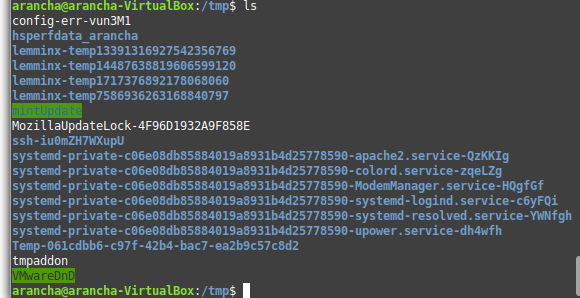 arancha@arancha-VirtualBox:/tmp$ ls
config-err-vun3M1
hsperfdata_arancha
lemminx-temp13391316927542356769
lemminx-temp14487638819606599120
lemminx-temp1717376892178068060
lemminx-temp7586936263168840797
mintUpdate
MozillaUpdateLock-4F96D1932A9F858E
ssh-iu0mZH7WXupU
systemd-private-c06e08db85884019a8931b4d25778590-apache2.service-QzKKIg
systemd-private-c06e08db85884019a8931b4d25778590-colord.service-zqeLZg
systemd-private-c06e08db85884019a8931b4d25778590-ModemManager.service-HQgfGf
systemd-private-c06e08db85884019a8931b4d25778590-systemd-logind.service-c6yFQi
systemd-private-c06e08db85884019a8931b4d25778590-systemd-resolved.service-YWNfgh
systemd-private-c06e08db85884019a8931b4d25778590-upower.service-dh4wfh
Temp-061cdbb6-c97f-42b4-bac7-ea2b9c57c8d2
tmpaddon
VMwareDnD
arancha@arancha-VirtualBox:/tmp$